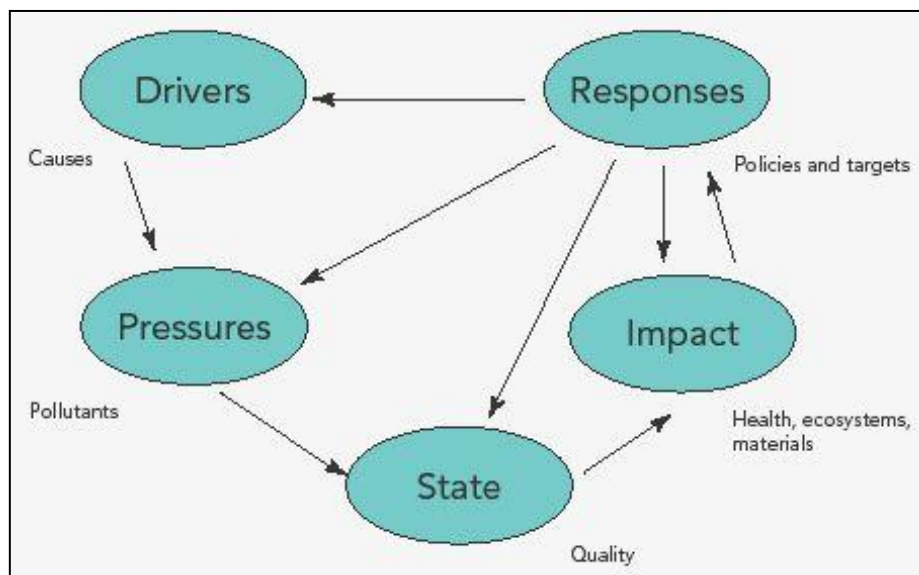 Drivers
Responses
Causes
Policies and targets
Pressures
Impact
Pollutants
Health, ecosystems,
materials
State
Quality